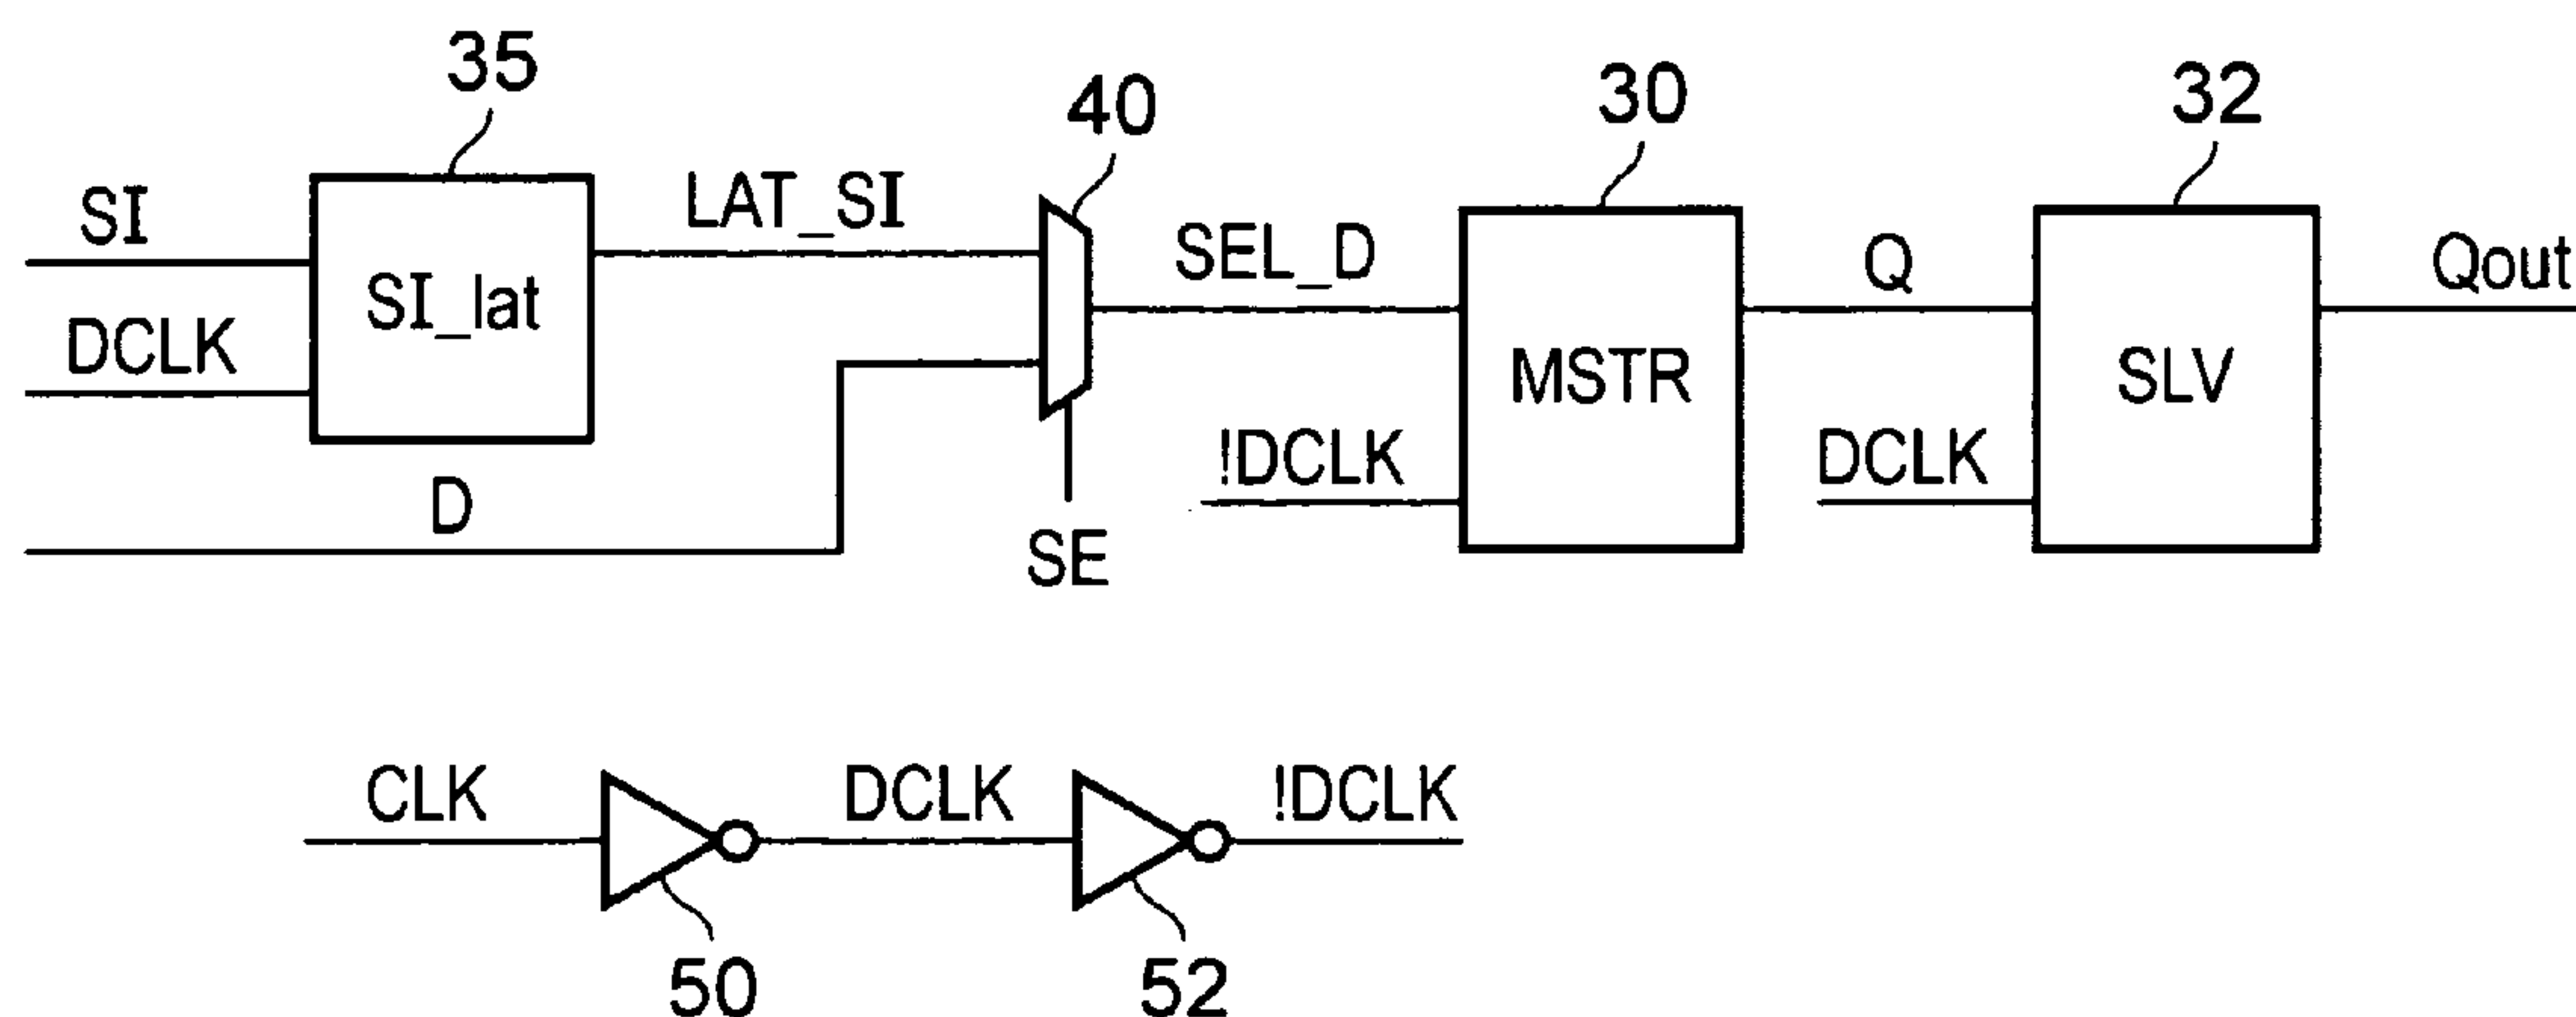 35
40
30
32
SI
LAT_SI
SEL_D
Q
Qout
SI_lat
DCLK
MSTR
SLV
!DCLK
DCLK
D
SE
CLK
DCLK
!DCLK
50
52